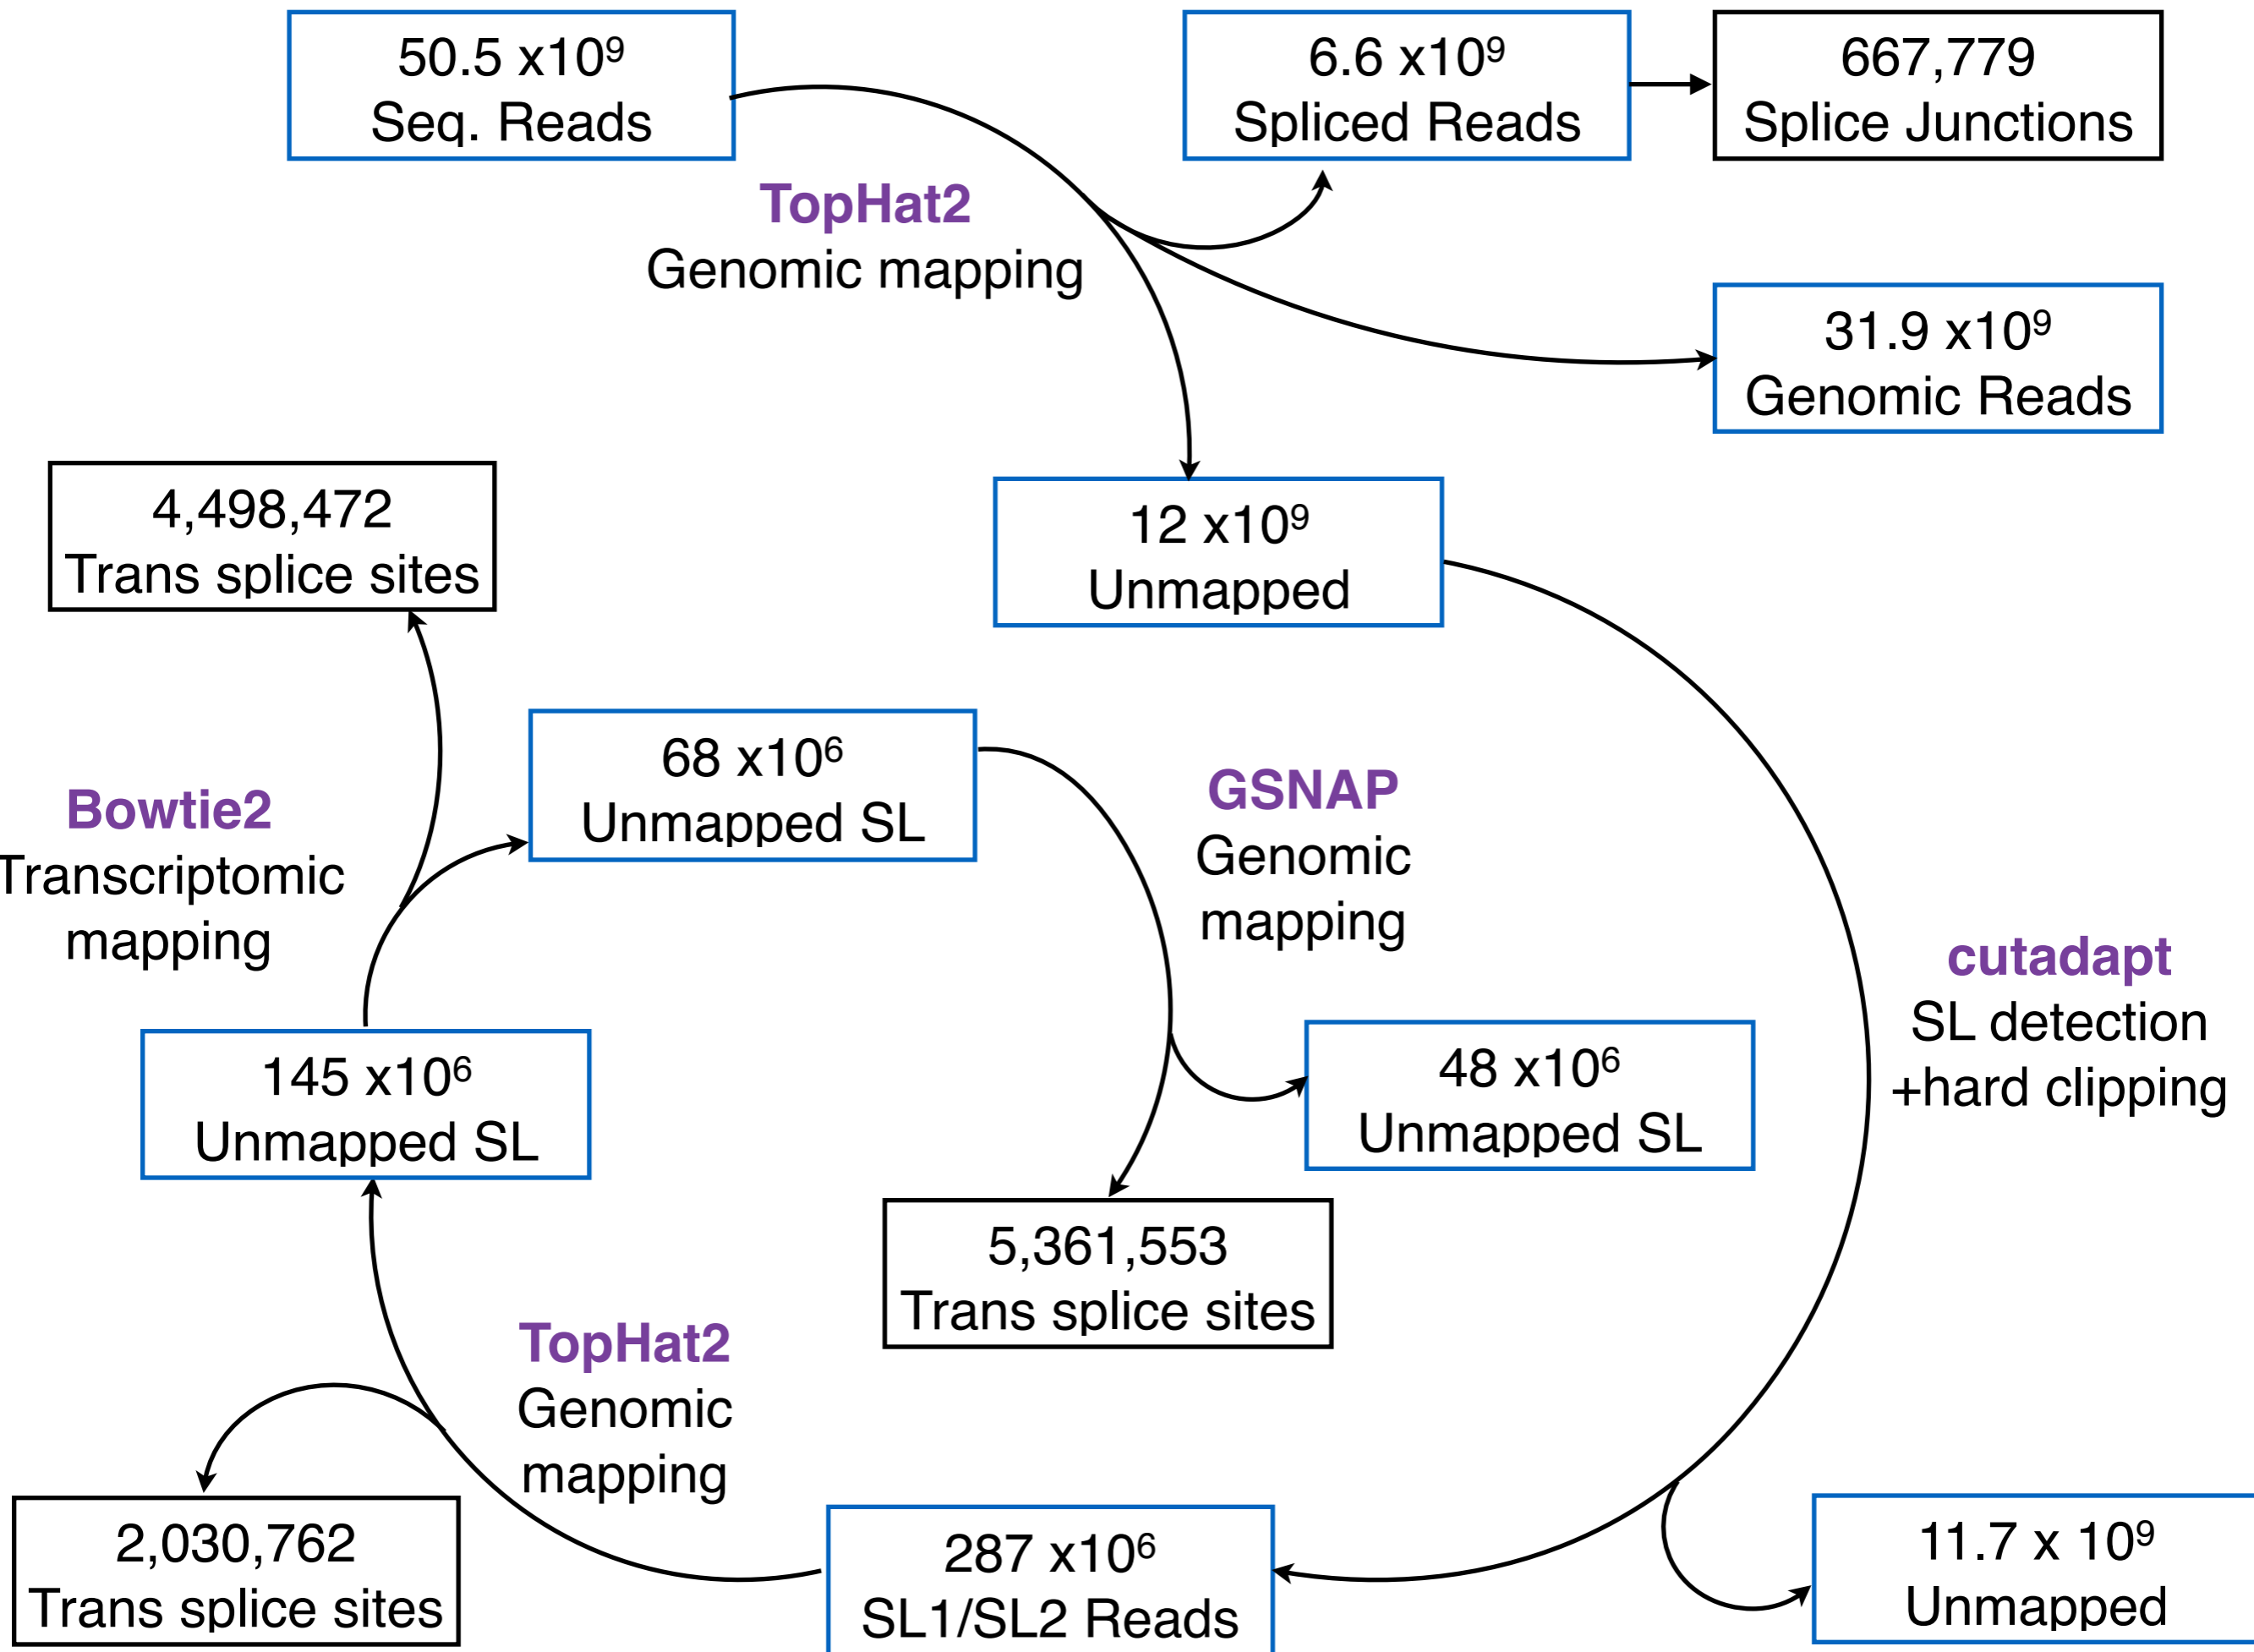 50.5 x10⁹
Seq. Reads
6.6 x10⁹
Spliced Reads
667,779
Splice Junctions
TopHat2
Genomic mapping
31.9 x10⁹
Genomic Reads
12 x10⁹
Unmapped
4,498,472
Trans splice sites
68 x10⁶
Unmapped SL
Bowtie2
Transcriptomic
mapping
GSNAP
Genomic
mapping
cutadapt
SL detection
+hard clipping
145 x10⁶
Unmapped SL
48 x10⁶
Unmapped SL
5,361,553
Trans splice sites
TopHat2
Genomic
mapping
2,030,762
Trans splice sites
287 x10⁶
SL1/SL2 Reads
11.7 x 10⁹
Unmapped